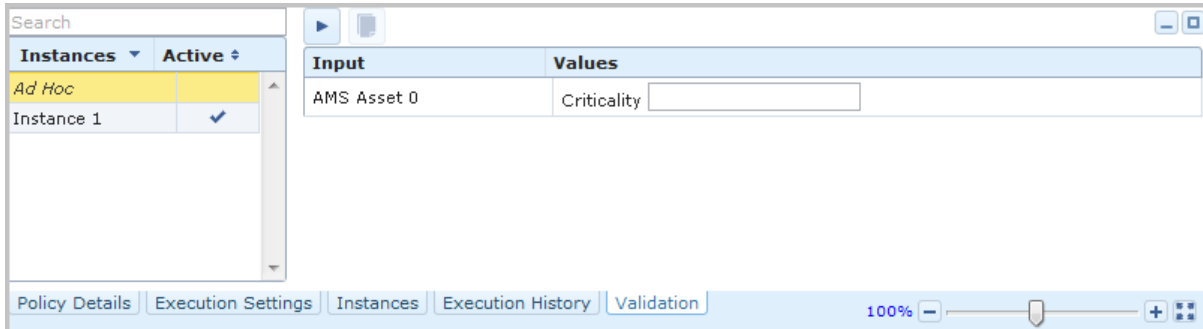 Search
Instances Active
Ad Hoc
Instance 1
Input Values
AMS Asset 0 Criticality
Policy Details Execution Settings Instances Execution History Validation
100%